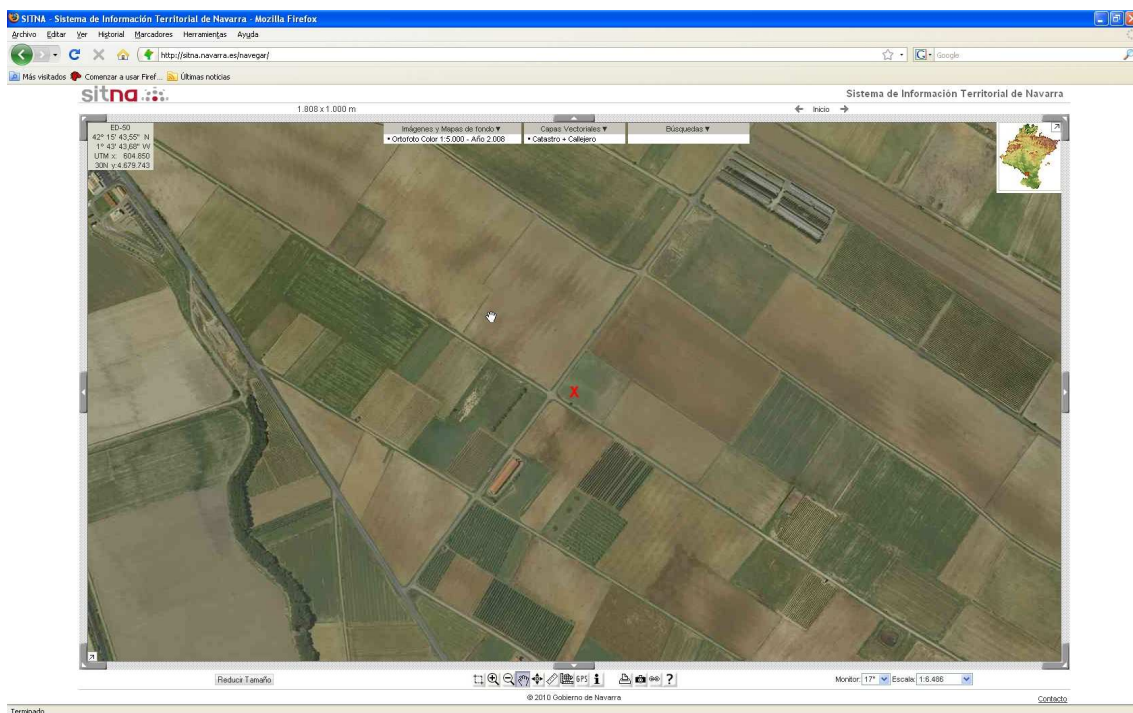 SITNA - Sistema de Información Territorial de Navarra - Mozilla Firefox
Archivo Editar Ver Historial Marcadores Herramientas Ayuda
http://sitna.navarra.es/navegar/
Google
Más visitados Comenzar a usar Firef... Últimas noticias
sitna
Sistema de Información Territorial de Navarra
1.808 x 1.000 m
Inicio
ED-50
42° 15' 43,55" N
1° 43' 43,68" W
UTM x: 604.850
30N y:4.679.743
Imágenes y Mapas de fondo ▼
Capas Vectoriales ▼
Búsquedas ▼
• Ortofoto Color 1:5.000 - Año 2.008
• Catastro + Callejero
X
Reducir Tamaño
GPS i ?
Monitor: 17" Escala: 1:6.486
© 2010 Gobierno de Navarra
Contacto
Terminado